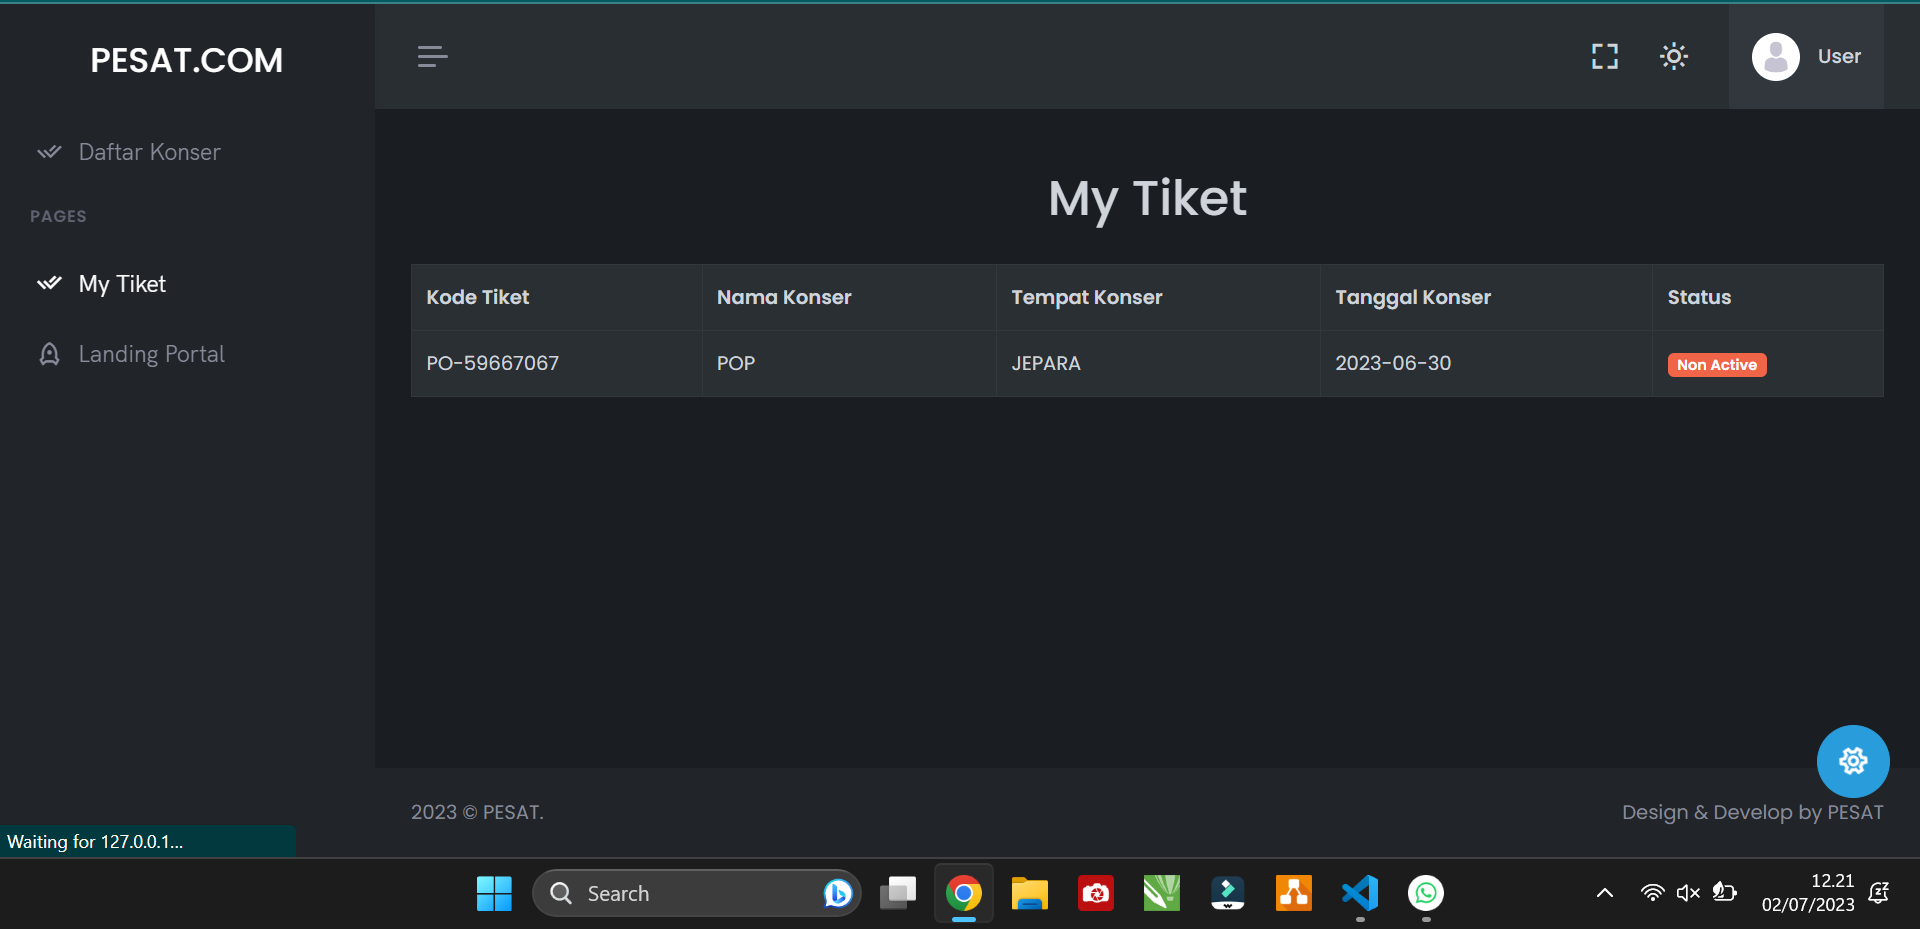 PESAT.COM
User
Daftar Konser
PAGES
My Tiket
Landing Portal
My Tiket
Kode Tiket Nama Konser Tempat Konser Tanggal Konser Status
PO-59667067 POP JEPARA 2023-06-30 Non Active
2023 © PESAT.
Design & Develop by PESAT
Waiting for 127.0.0.1...
Search
12.21
02/07/2023